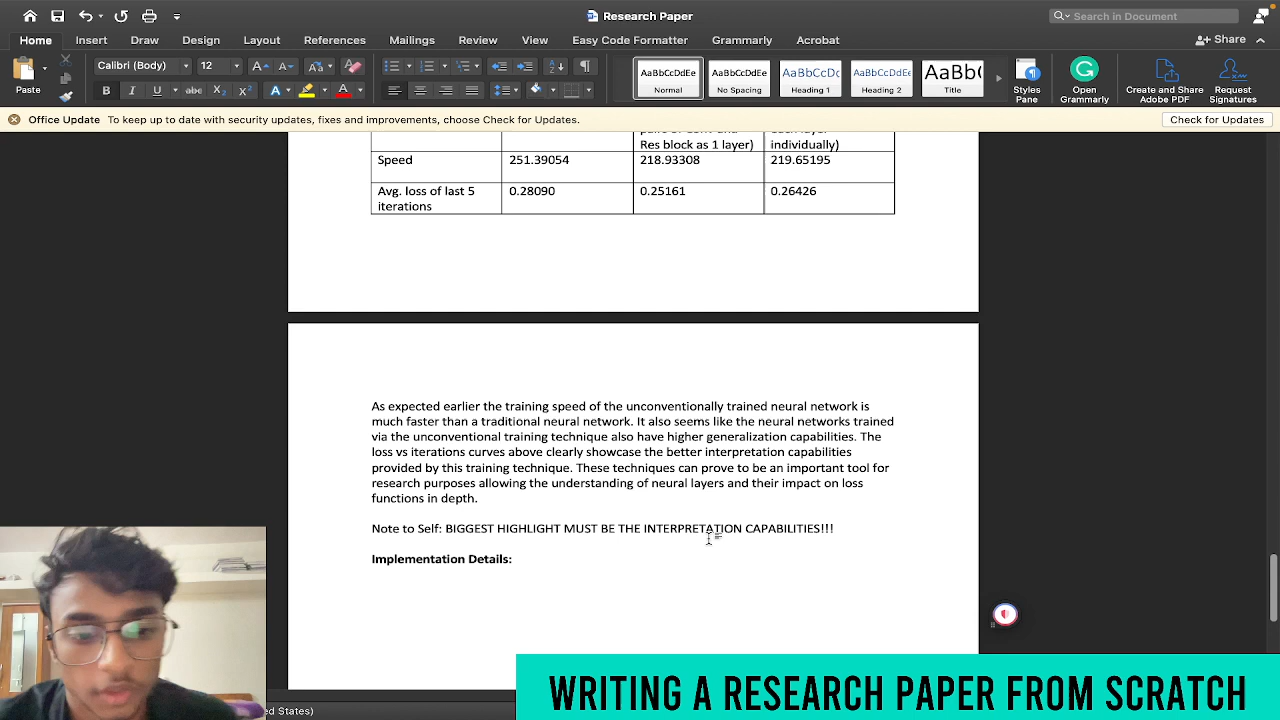 Research Paper
Search in Document
Home Insert Draw Design Layout References Mailings Review View Easy Code Formatter Grammarly Acrobat
Share
Paste
Calibri (Body) 12
AaBbCcDdEe Normal
AaBbCcDdEe No Spacing
AaBbCcDc Heading 1
AaBbCcDdEe Heading 2
AaBbC Title
Styles Pane
Open Grammarly
Create and Share Adobe PDF
Request Signatures
Office Update To keep up to date with security updates, fixes and improvements, choose Check for Updates.
Check for Updates
Res block as 1 layer) individually)
Speed 251.39054 218.93308 219.65195
Avg. loss of last 5 0.28090 0.25161 0.26426
iterations
As expected earlier the training speed of the unconventionally trained neural network is
much faster than a traditional neural network. It also seems like the neural networks trained
via the unconventional training technique also have higher generalization capabilities. The
loss vs iterations curves above clearly showcase the better interpretation capabilities
provided by this training technique. These techniques can prove to be an important tool for
research purposes allowing the understanding of neural layers and their impact on loss
functions in depth.
Note to Self: BIGGEST HIGHLIGHT MUST BE THE INTERPRETATION CAPABILITIES!!!
Implementation Details:
d States)
WRITING A RESEARCH PAPER FROM SCRATCH